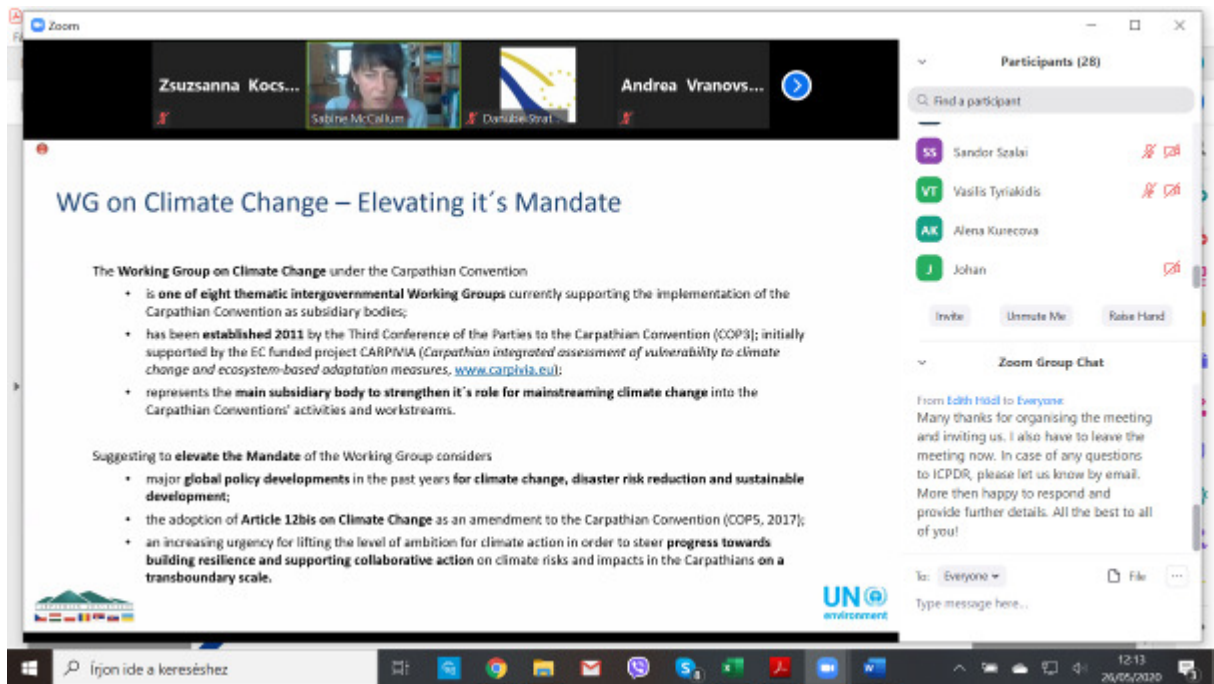 Zoom
Zsuzsanna Kocs...
Sabine McCallum
Danube Strat...
Andrea Vranovs...
WG on Climate Change – Elevating it´s Mandate
The Working Group on Climate Change under the Carpathian Convention
• is one of eight thematic intergovernmental Working Groups currently supporting the implementation of the
Carpathian Convention as subsidiary bodies;
• has been established 2011 by the Third Conference of the Parties to the Carpathian Convention (COP3); initially
supported by the EC funded project CARPIVIA (Carpathian integrated assessment of vulnerability to climate
change and ecosystem-based adaptation measures, www.carpivia.eu);
• represents the main subsidiary body to strengthen it´s role for mainstreaming climate change into the
Carpathian Conventions' activities and workstreams.
Suggesting to elevate the Mandate of the Working Group considers
• major global policy developments in the past years for climate change, disaster risk reduction and sustainable
development;
• the adoption of Article 12bis on Climate Change as an amendment to the Carpathian Convention (COP5, 2017);
• an increasing urgency for lifting the level of ambition for climate action in order to steer progress towards
building resilience and supporting collaborative action on climate risks and impacts in the Carpathians on a
transboundary scale.
UN
environment
Participants (28)
Find a participant
SS Sandor Szalai
VT Vasilis Tyriakidis
AK Alena Kurecova
J Johan
Invite Unmute Me Raise Hand
Zoom Group Chat
From Edith Hödl to Everyone:
Many thanks for organising the meeting
and inviting us. I also have to leave the
meeting now. In case of any questions
to ICPDR, please let us know by email.
More then happy to respond and
provide further details. All the best to all
of you!
To: Everyone File ...
Type message here...
Írjon ide a kereséshez
12:13
26/05/2020